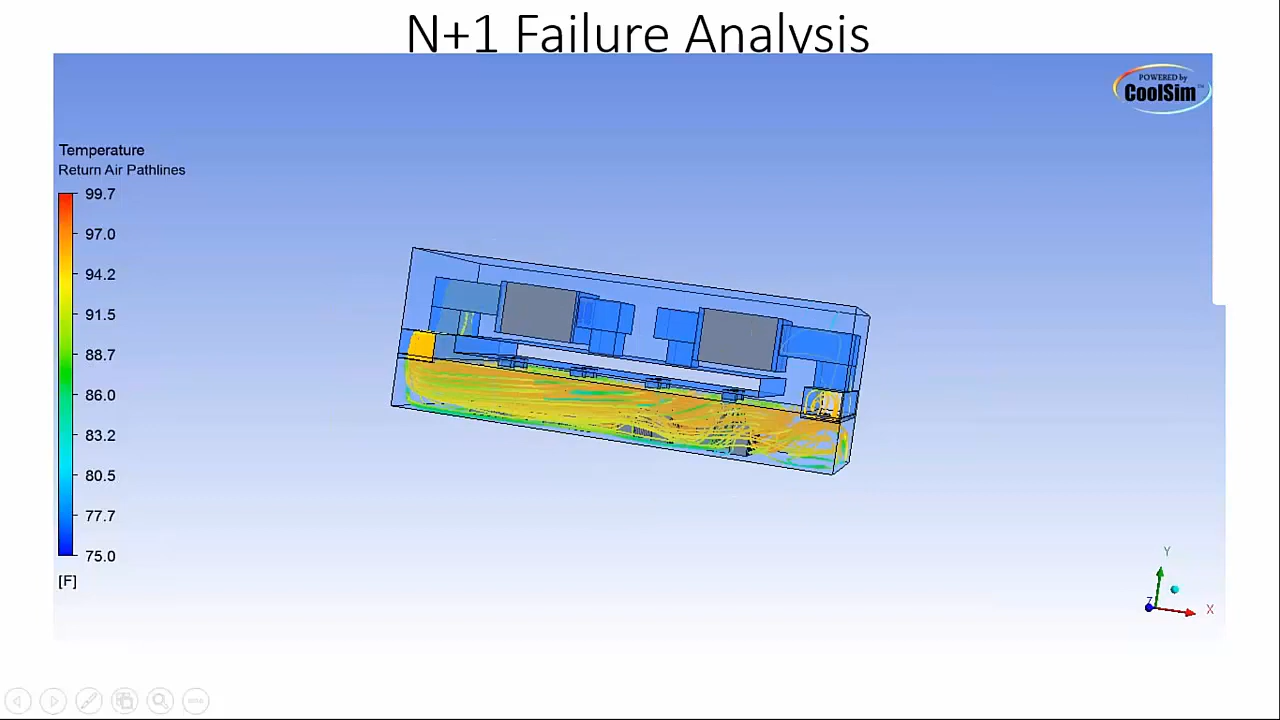 N+1 Failure Analysis
POWERED by
CoolSim™
Temperature
Return Air Pathlines
99.7
97.0
94.2
91.5
88.7
86.0
83.2
80.5
77.7
75.0
[F]
Y
Z
X